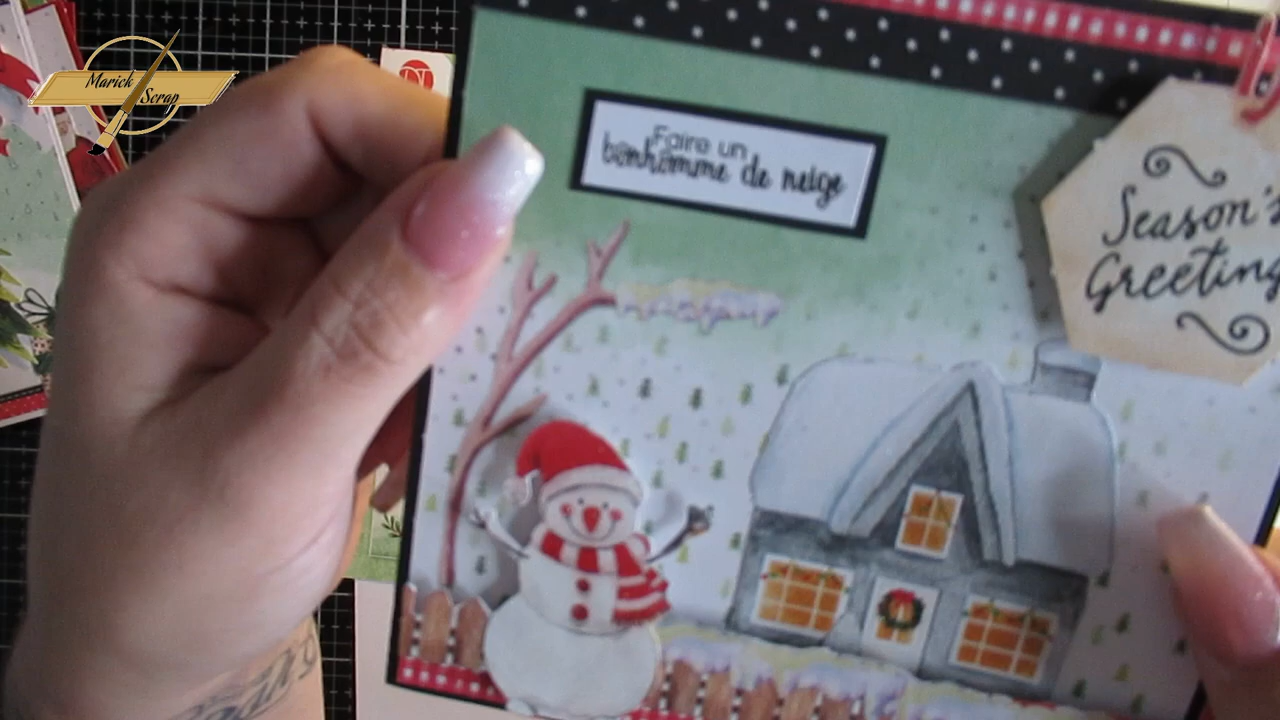 Marick
Scrap
Faire un
bonhomme de neige
Season's
Greeting